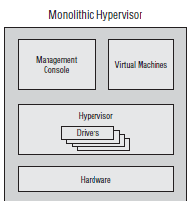 Monolithic Hypervisor
Management
Console
Virtual Machines
Hypervisor
Drivers
Hardware